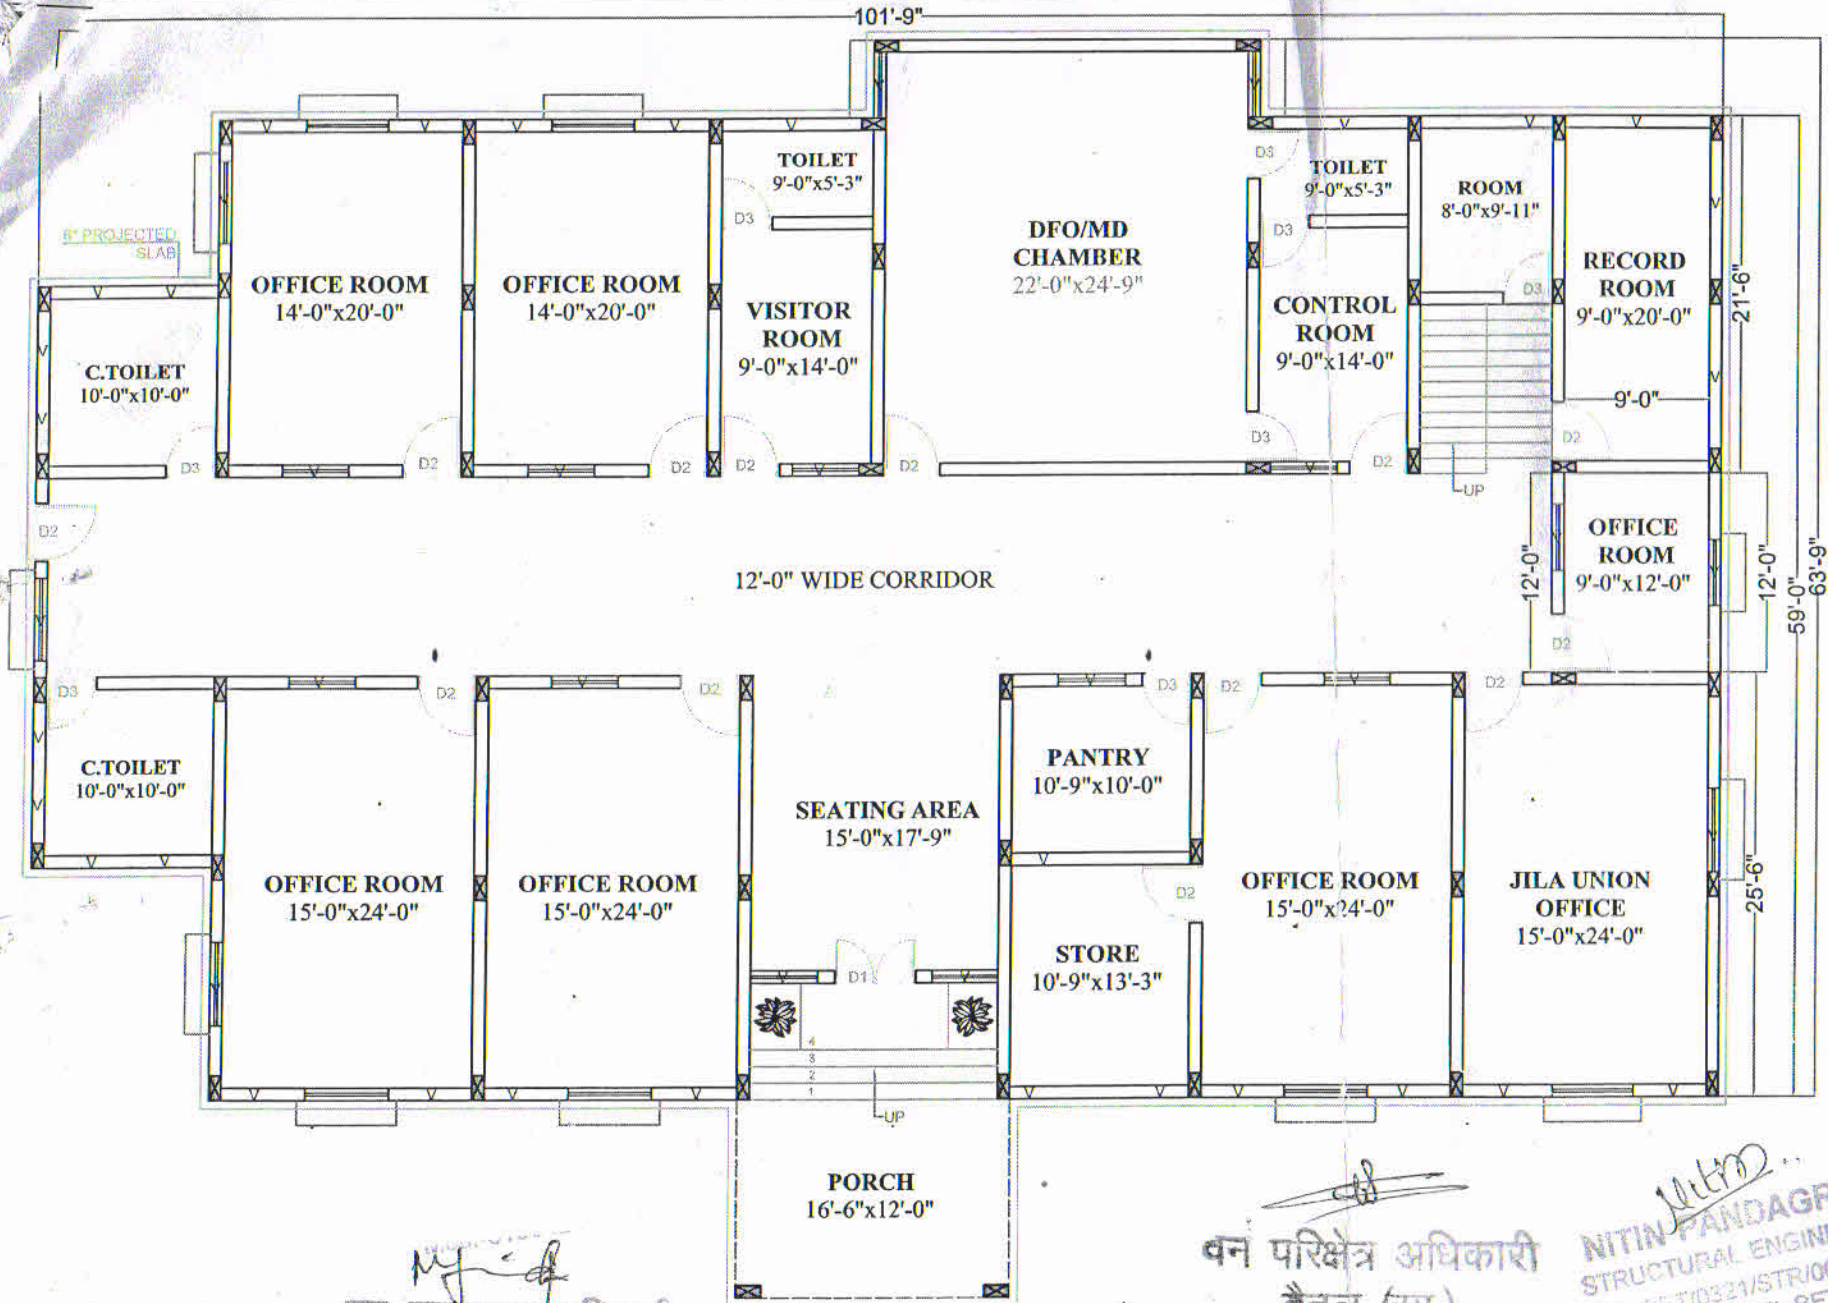 101'-9"
TOILET
9'-0"x5'-3"
D3
D3
TOILET
9'-0"x5'-3"
D3
ROOM
8'-0"x9'-11"
D3
6" PROJECTED
SLAB
OFFICE ROOM
14'-0"x20'-0"
OFFICE ROOM
14'-0"x20'-0"
VISITOR
ROOM
9'-0"x14'-0"
DFO/MD
CHAMBER
22'-0"x24'-9"
CONTROL
ROOM
9'-0"x14'-0"
RECORD
ROOM
9'-0"x20'-0"
21'-6"
9'-0"
C.TOILET
10'-0"x10'-0"
D3
D2
D2
D2
D2
D3
D2
D2
UP
D2
12'-0" WIDE CORRIDOR
12'-0"
OFFICE
ROOM
9'-0"x12'-0"
D2
12'-0"
59'-0"
63'-9"
D3
D2
D2
D3
D2
D2
C.TOILET
10'-0"x10'-0"
OFFICE ROOM
15'-0"x24'-0"
OFFICE ROOM
15'-0"x24'-0"
SEATING AREA
15'-0"x17'-9"
PANTRY
10'-9"x10'-0"
D2
OFFICE ROOM
15'-0"x24'-0"
JILA UNION
OFFICE
15'-0"x24'-0"
25'-6"
STORE
10'-9"x13'-3"
D1
4
3
2
1
UP
PORCH
16'-6"x12'-0"
वन परिक्षेत्र अधिकारी
Nitin
NITIN PANDAGR
STRUCTURAL ENGIN